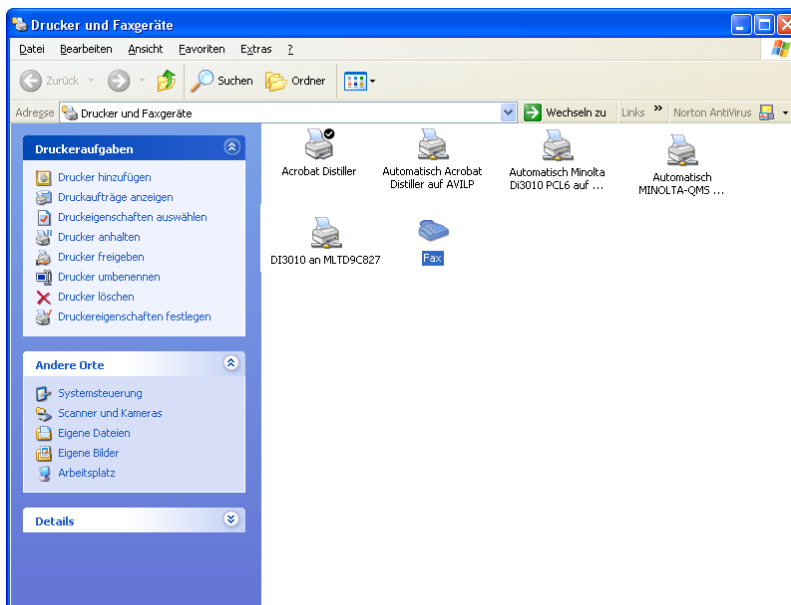 Drucker und Faxgeräte
Datei Bearbeiten Ansicht Favoriten Extras ?
Zurück Suchen Ordner
Adresse Drucker und Faxgeräte Wechseln zu Links » Norton AntiVirus
Druckeraufgaben
Drucker hinzufügen
Druckaufträge anzeigen
Druckeigenschaften auswählen
Drucker anhalten
Drucker freigeben
Drucker umbenennen
Drucker löschen
Druckereigenschaften festlegen
Andere Orte
Systemsteuerung
Scanner und Kameras
Eigene Dateien
Eigene Bilder
Arbeitsplatz
Details
Acrobat Distiller
Automatisch Acrobat
Distiller auf AVILP
Automatisch Minolta
Di3010 PCL6 auf ...
Automatisch
MINOLTA-QMS ...
DI3010 an MLTD9C827
Fax